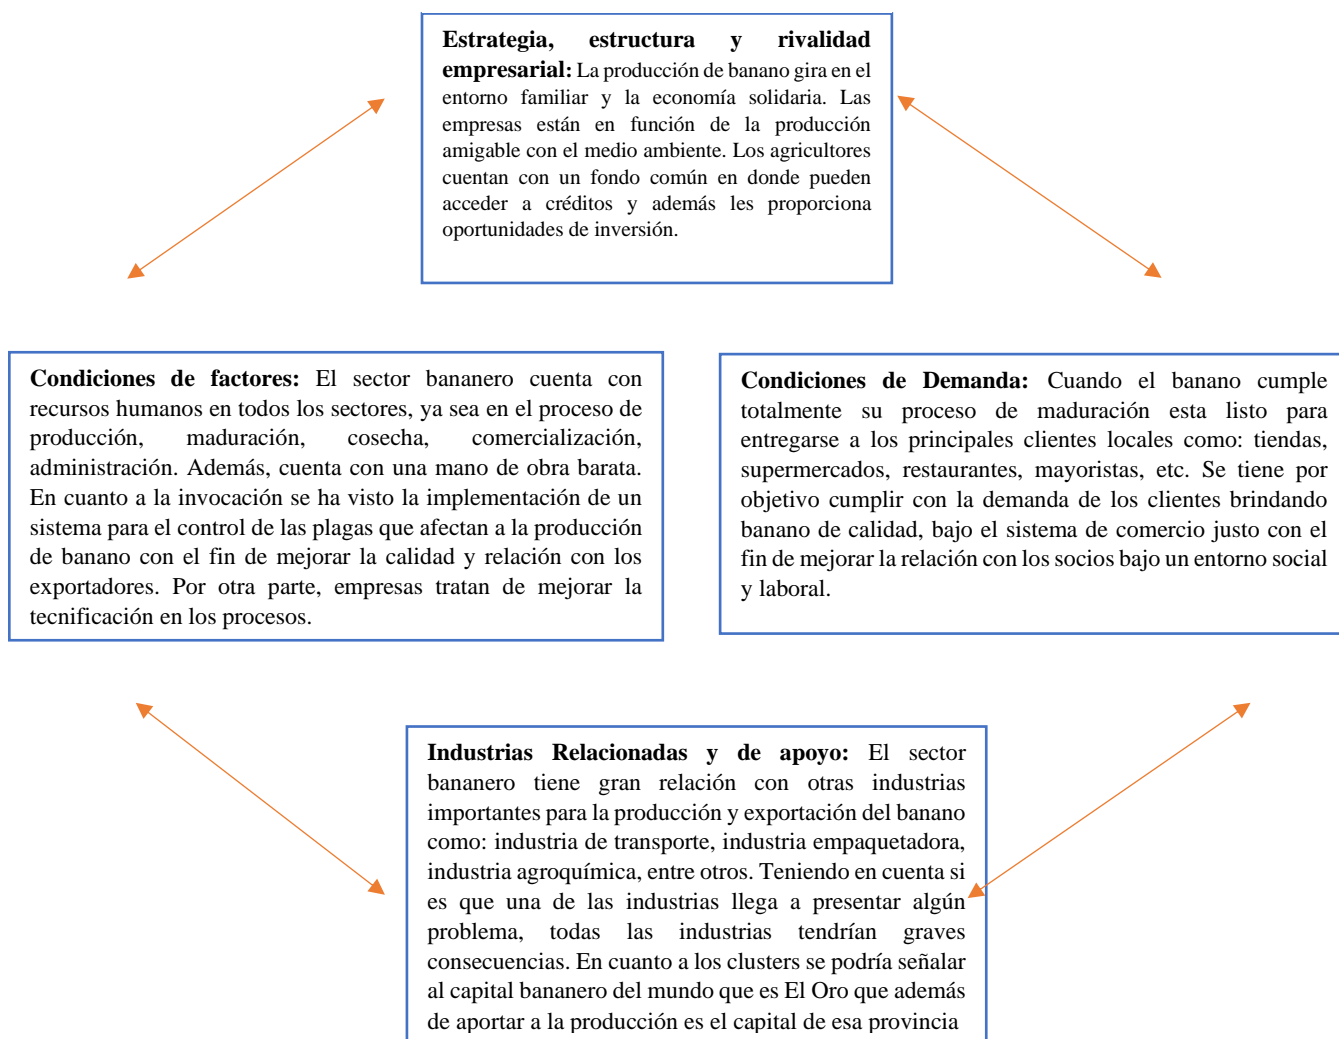 Estrategia, estructura y rivalidad
empresarial: La producción de banano gira en el
entorno familiar y la economía solidaria. Las
empresas están en función de la producción
amigable con el medio ambiente. Los agricultores
cuentan con un fondo común en donde pueden
acceder a créditos y además les proporciona
oportunidades de inversión.
Condiciones de factores: El sector bananero cuenta con
recursos humanos en todos los sectores, ya sea en el proceso de
producción, maduración, cosecha, comercialización,
administración. Además, cuenta con una mano de obra barata.
En cuanto a la invocación se ha visto la implementación de un
sistema para el control de las plagas que afectan a la producción
de banano con el fin de mejorar la calidad y relación con los
exportadores. Por otra parte, empresas tratan de mejorar la
tecnificación en los procesos.
Condiciones de Demanda: Cuando el banano cumple
totalmente su proceso de maduración esta listo para
entregarse a los principales clientes locales como: tiendas,
supermercados, restaurantes, mayoristas, etc. Se tiene por
objetivo cumplir con la demanda de los clientes brindando
banano de calidad, bajo el sistema de comercio justo con el
fin de mejorar la relación con los socios bajo un entorno social
y laboral.
Industrias Relacionadas y de apoyo: El sector
bananero tiene gran relación con otras industrias
importantes para la producción y exportación del banano
como: industria de transporte, industria empaquetadora,
industria agroquímica, entre otros. Teniendo en cuenta si
es que una de las industrias llega a presentar algún
problema, todas las industrias tendrían graves
consecuencias. En cuanto a los clusters se podría señalar
al capital bananero del mundo que es El Oro que además
de aportar a la producción es el capital de esa provincia